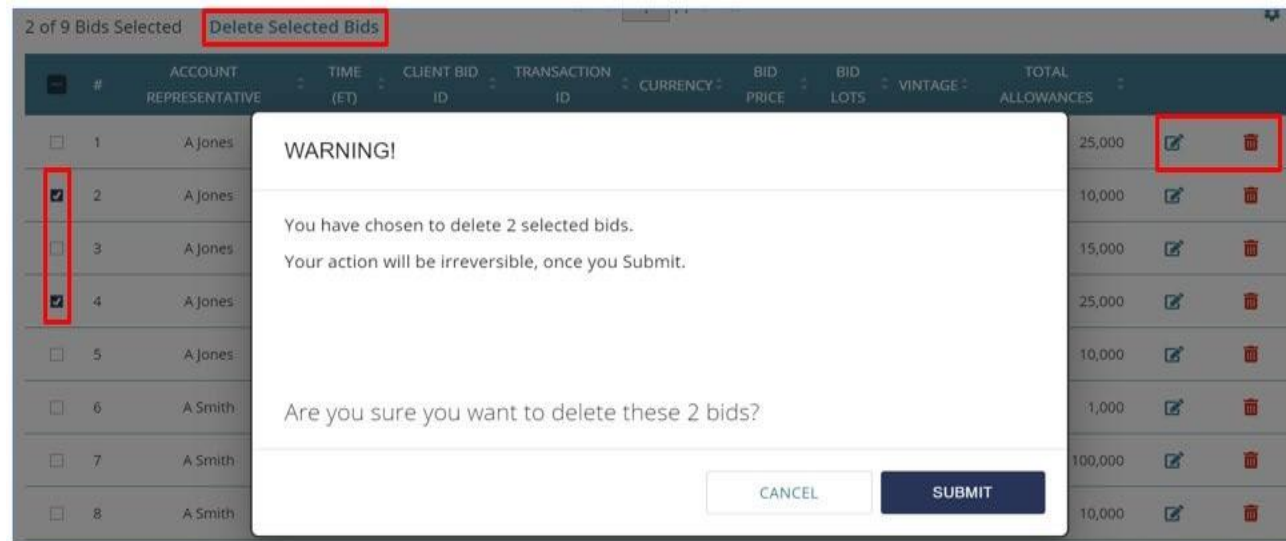 2 of 9 Bids Selected Delete Selected Bids
# ACCOUNT REPRESENTATIVE TIME (ET) CLIENT BID ID TRANSACTION ID CURRENCY BID PRICE BID LOTS VINTAGE TOTAL ALLOWANCES
1 A Jones 25,000
2 A Jones 10,000
3 A Jones 15,000
4 A Jones 25,000
5 A Jones 10,000
6 A Smith 1,000
7 A Smith 100,000
8 A Smith 10,000
WARNING!
You have chosen to delete 2 selected bids.
Your action will be irreversible, once you Submit.
Are you sure you want to delete these 2 bids?
CANCEL SUBMIT